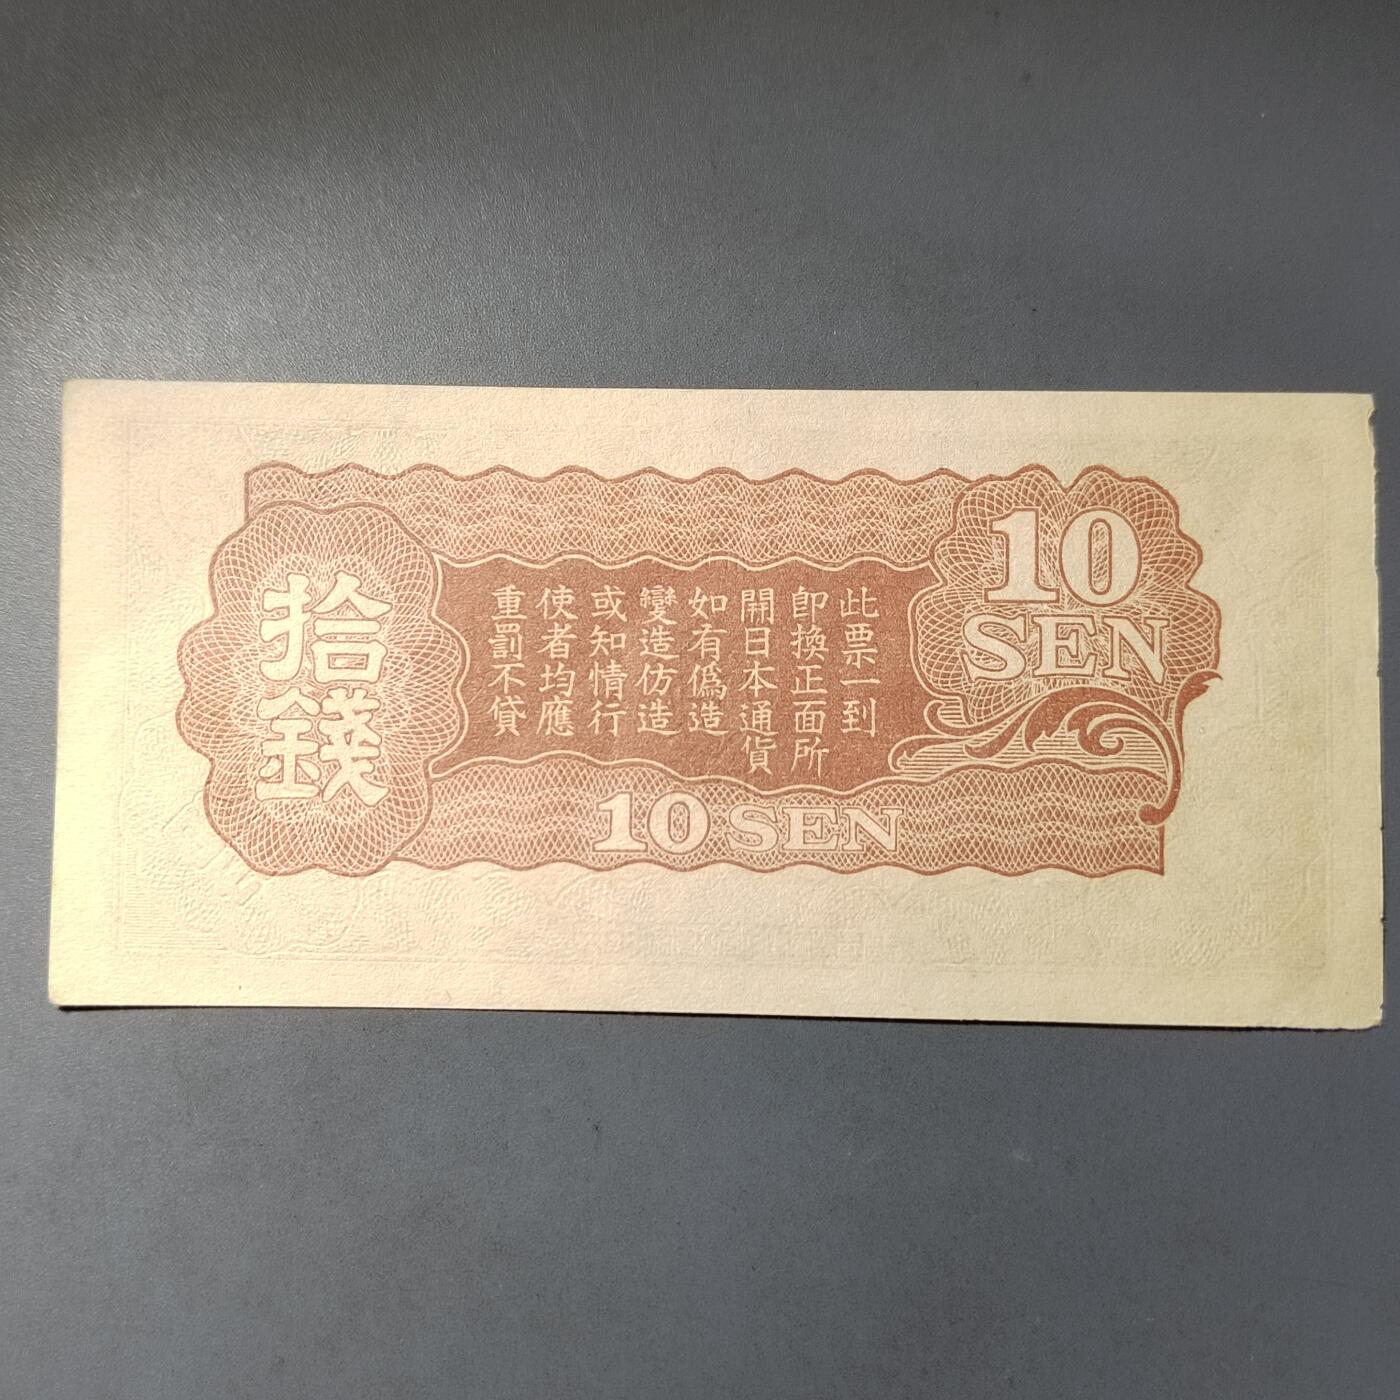 10
SEN
此票一到
卽換正面所
開日本通貨
如有僞造
變造仿造
或知情行
使者均應
重罰不貸
拾錢
10 SEN